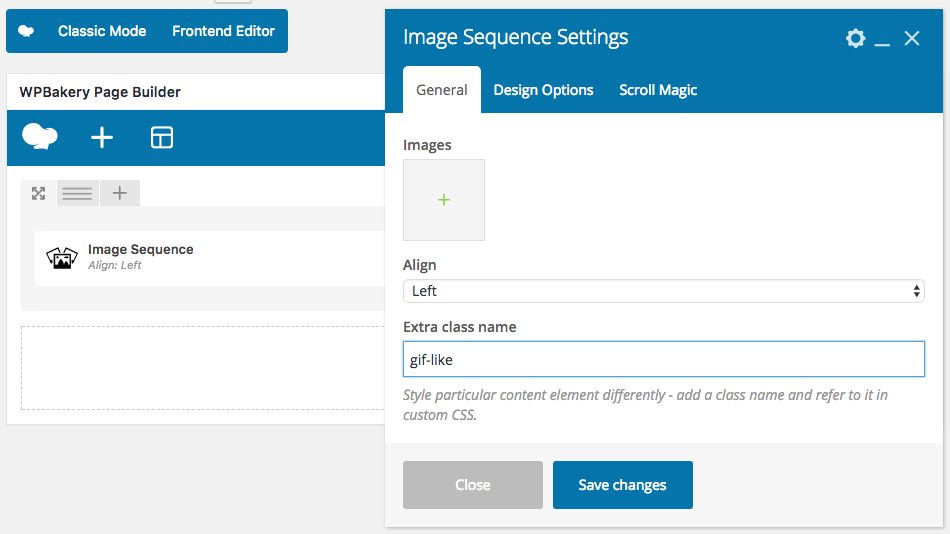 Classic Mode Frontend Editor
WPBakery Page Builder
Image Sequence
Align: Left
Image Sequence Settings
General Design Options Scroll Magic
Images
Align
Left
Extra class name
gif-like
Style particular content element differently - add a class name and refer to it in
custom CSS.
Close Save changes